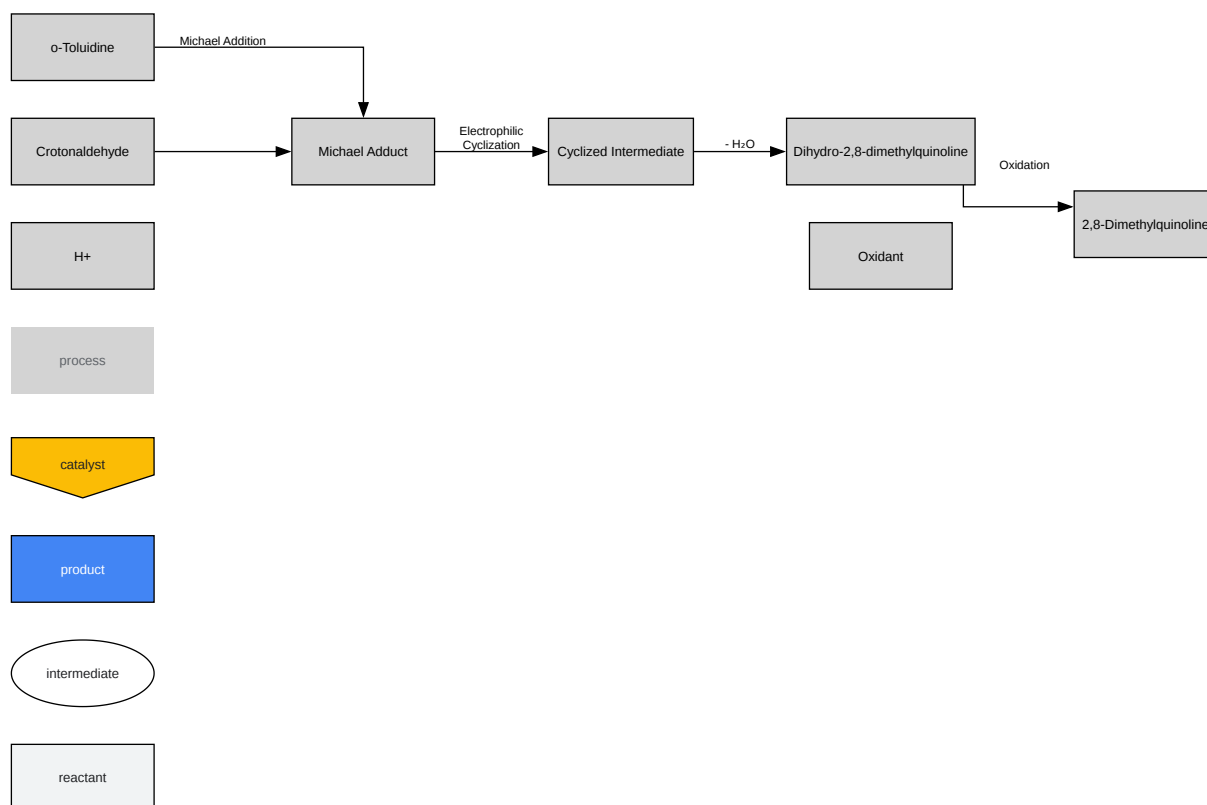 o-Toluidine
Michael Addition
Crotonaldehyde
Michael Adduct
Electrophilic
Cyclization
Cyclized Intermediate
- H₂O
Dihydro-2,8-dimethylquinoline
Oxidation
2,8-Dimethylquinoline
H+
Oxidant
process
catalyst
product
intermediate
reactant